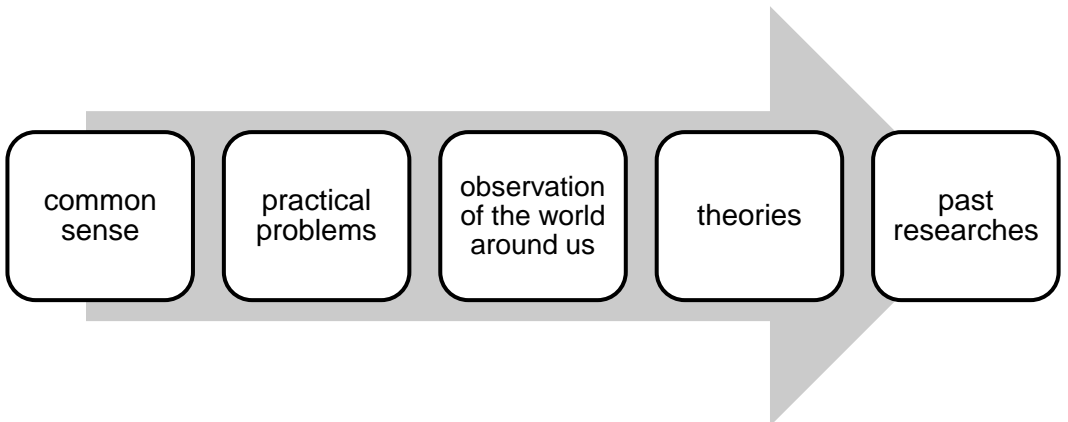 common
sense
practical
problems
observation
of the world
around us
theories
past
researches